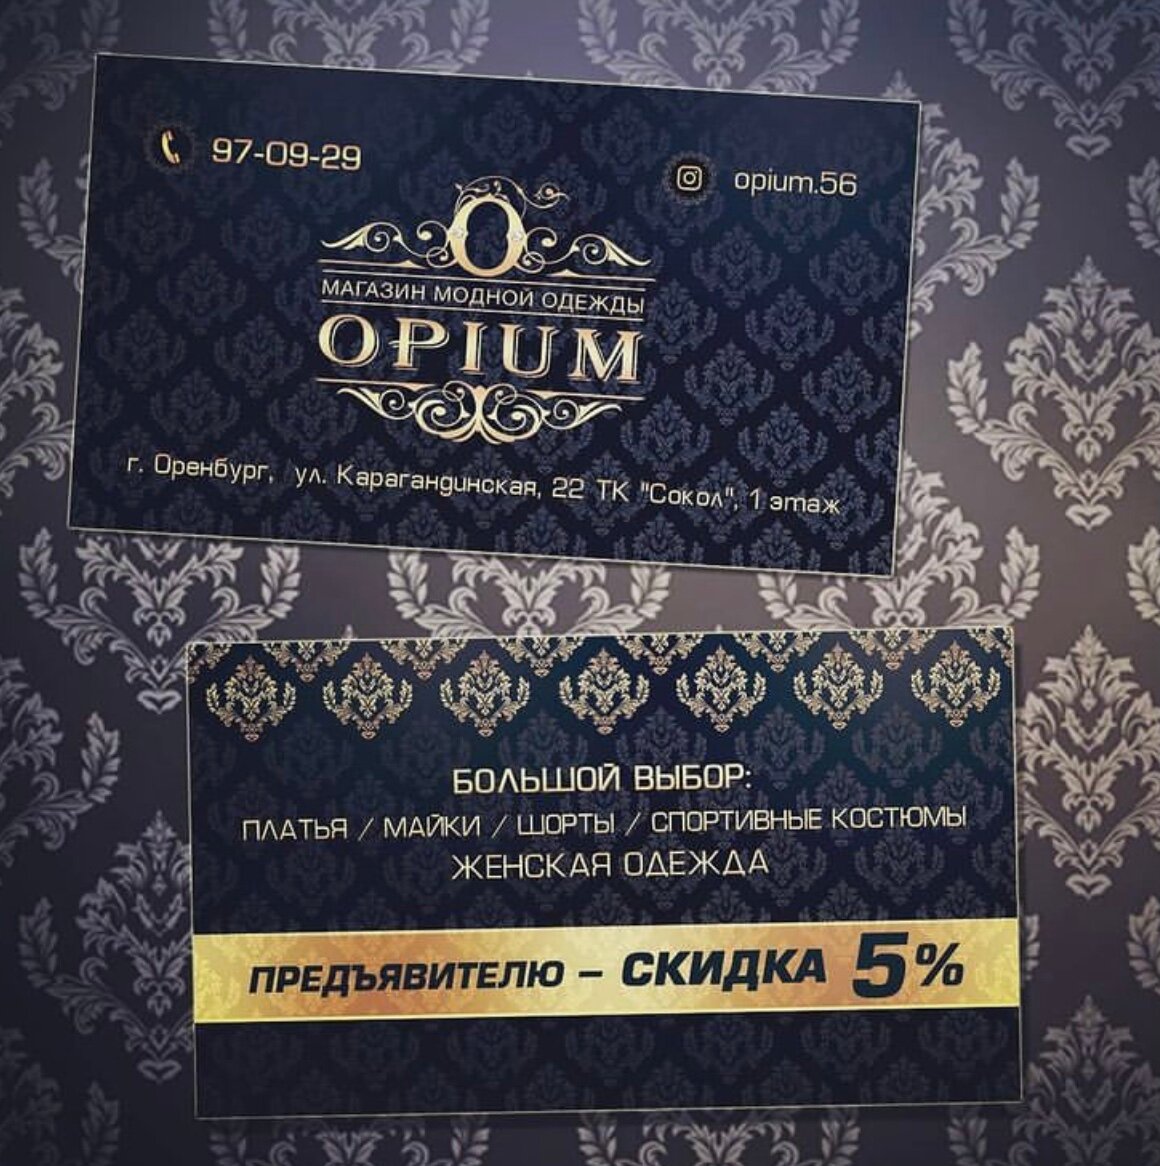 97-09-29
opium.56
O
МАГАЗИН МОДНОЙ ОДЕЖДЫ
OPIUM
г. Оренбург, ул. Карагандинская, 22 ТК "Сокол", 1 этаж
БОЛЬШОЙ ВЫБОР:
ПЛАТЬЯ / МАЙКИ / ШОРТЫ / СПОРТИВНЫЕ КОСТЮМЫ
ЖЕНСКАЯ ОДЕЖДА
ПРЕДЪЯВИТЕЛЮ – СКИДКА 5%